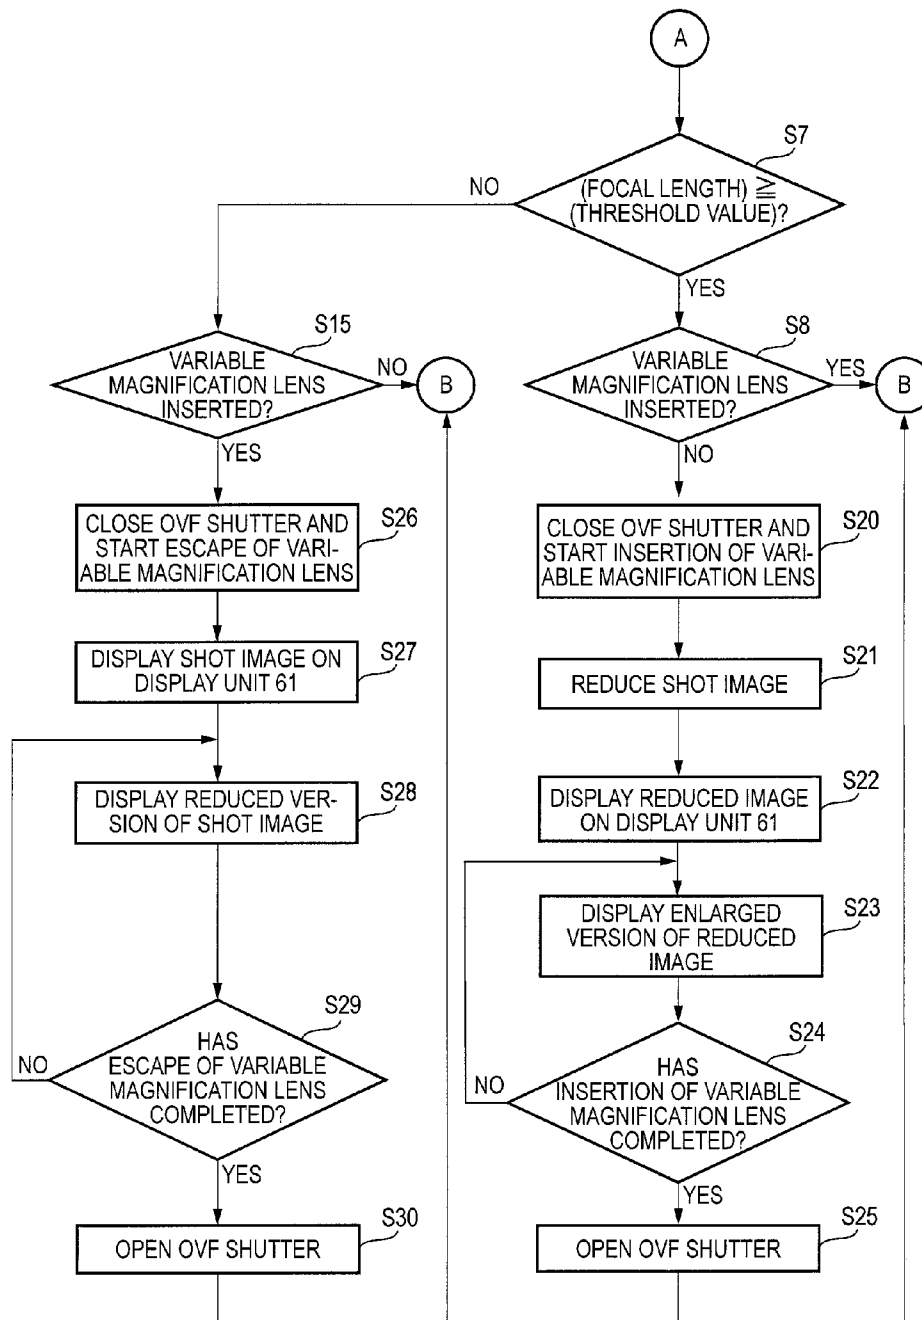 A
S7
(FOCAL LENGTH) ≧
(THRESHOLD VALUE)?
NO
YES
S15
VARIABLE
MAGNIFICATION LENS
INSERTED?
NO
B
YES
S8
VARIABLE
MAGNIFICATION LENS
INSERTED?
YES
B
NO
CLOSE OVF SHUTTER AND
START ESCAPE OF VARI-
ABLE MAGNIFICATION LENS
S26
DISPLAY SHOT IMAGE ON
DISPLAY UNIT 61
S27
DISPLAY REDUCED VER-
SION OF SHOT IMAGE
S28
S29
HAS
ESCAPE OF VARIABLE
MAGNIFICATION LENS
COMPLETED?
NO
YES
OPEN OVF SHUTTER
S30
CLOSE OVF SHUTTER AND
START INSERTION OF VARI-
ABLE MAGNIFICATION LENS
S20
REDUCE SHOT IMAGE
S21
DISPLAY REDUCED IMAGE
ON DISPLAY UNIT 61
S22
DISPLAY ENLARGED
VERSION OF REDUCED
IMAGE
S23
S24
HAS
INSERTION OF VARIABLE
MAGNIFICATION LENS
COMPLETED?
NO
YES
OPEN OVF SHUTTER
S25